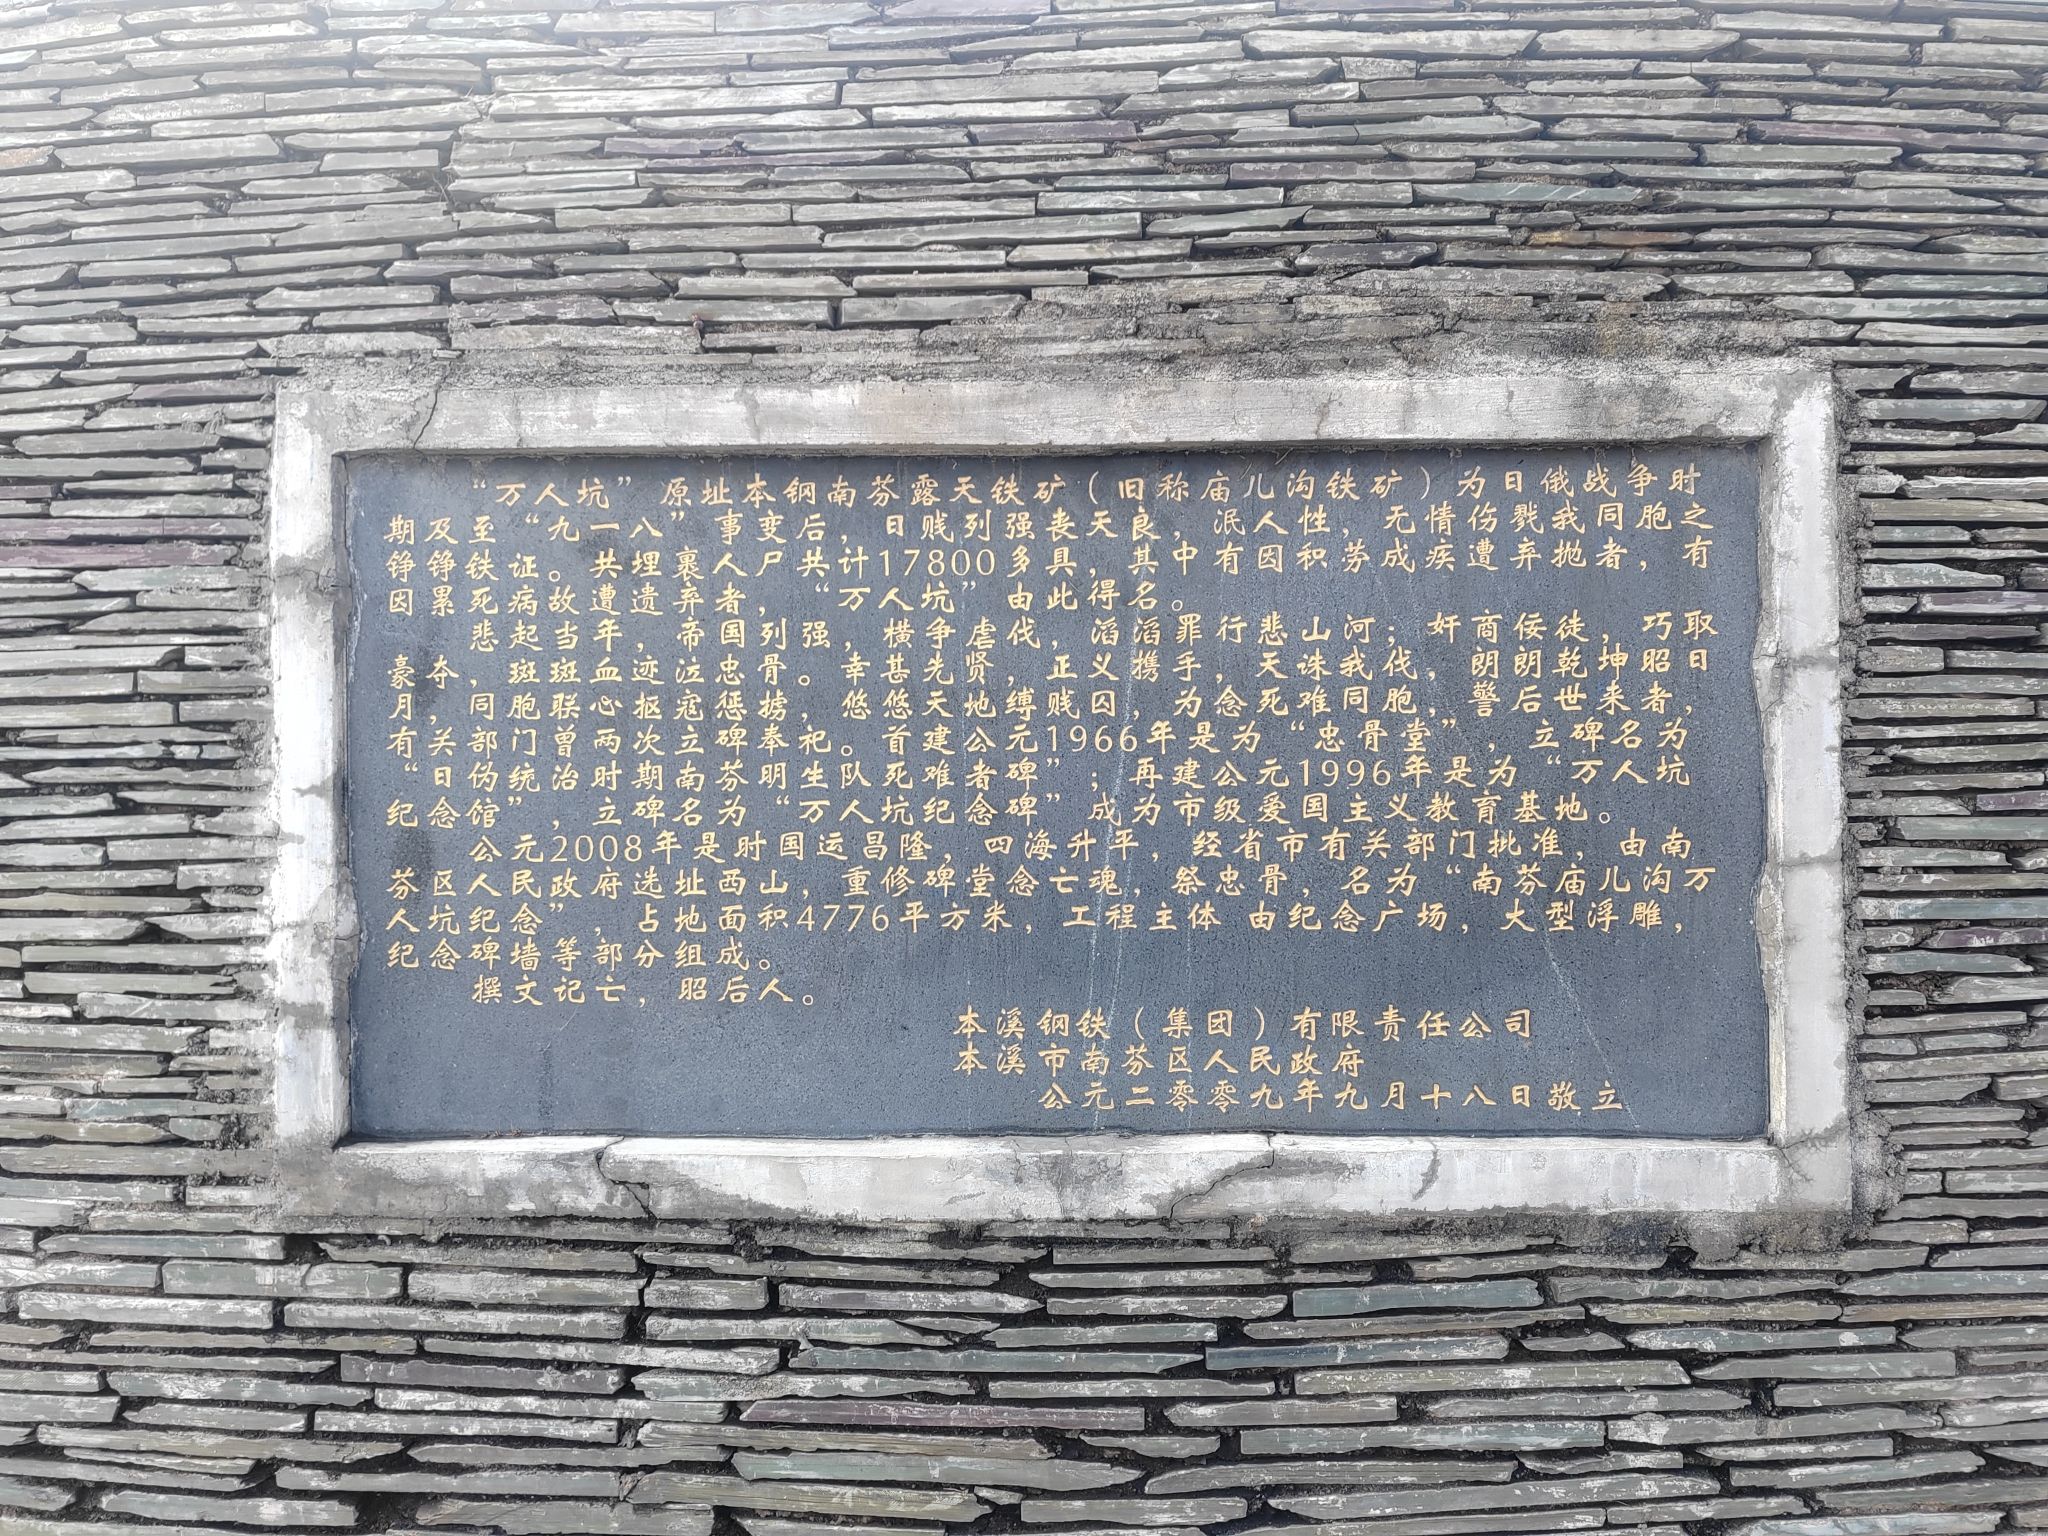 “万人坑”原址本钢南芬露天铁矿（旧称庙儿沟铁矿）为日俄战争时
期及至“九一八”事变后，日贱列强丧天良，泯人性，无情伤戮我同胞之
铮铮铁证。共埋裹人尸共计17800多具，其中有因积劳成疾遭弃抛者，有
因累死病故遭遗弃者，“万人坑”由此得名。
悲起当年，帝国列强，横争虐伐，滔滔罪行悲山河；奸商佞徒，巧取
豪夺，斑斑血迹泣忠骨。幸甚先贤，正义携手，天诛我伐，朗朗乾坤昭日
月，同胞联心抠寇惩掳，悠悠天地缚贱囚，为念死难同胞，警后世来者，
有关部门曾两次立碑奉祀。首建公元1966年是为“忠骨堂”，立碑名为
“日伪统治时期南芬明生队死难者碑”；再建公元1996年是为“万人坑
纪念馆”，立碑名为“万人坑纪念碑”成为市级爱国主义教育基地。
公元2008年是时国运昌隆，四海升平，经省市有关部门批准，由南
芬区人民政府选址西山，重修碑堂念亡魂，祭忠骨，名为“南芬庙儿沟万
人坑纪念”，占地面积4776平方米，工程主体 由纪念广场，大型浮雕，
纪念碑墙等部分组成。
撰文记亡，昭后人。
本溪钢铁（集团）有限责任公司
本溪市南芬区人民政府
公元二零零九年九月十八日敬立